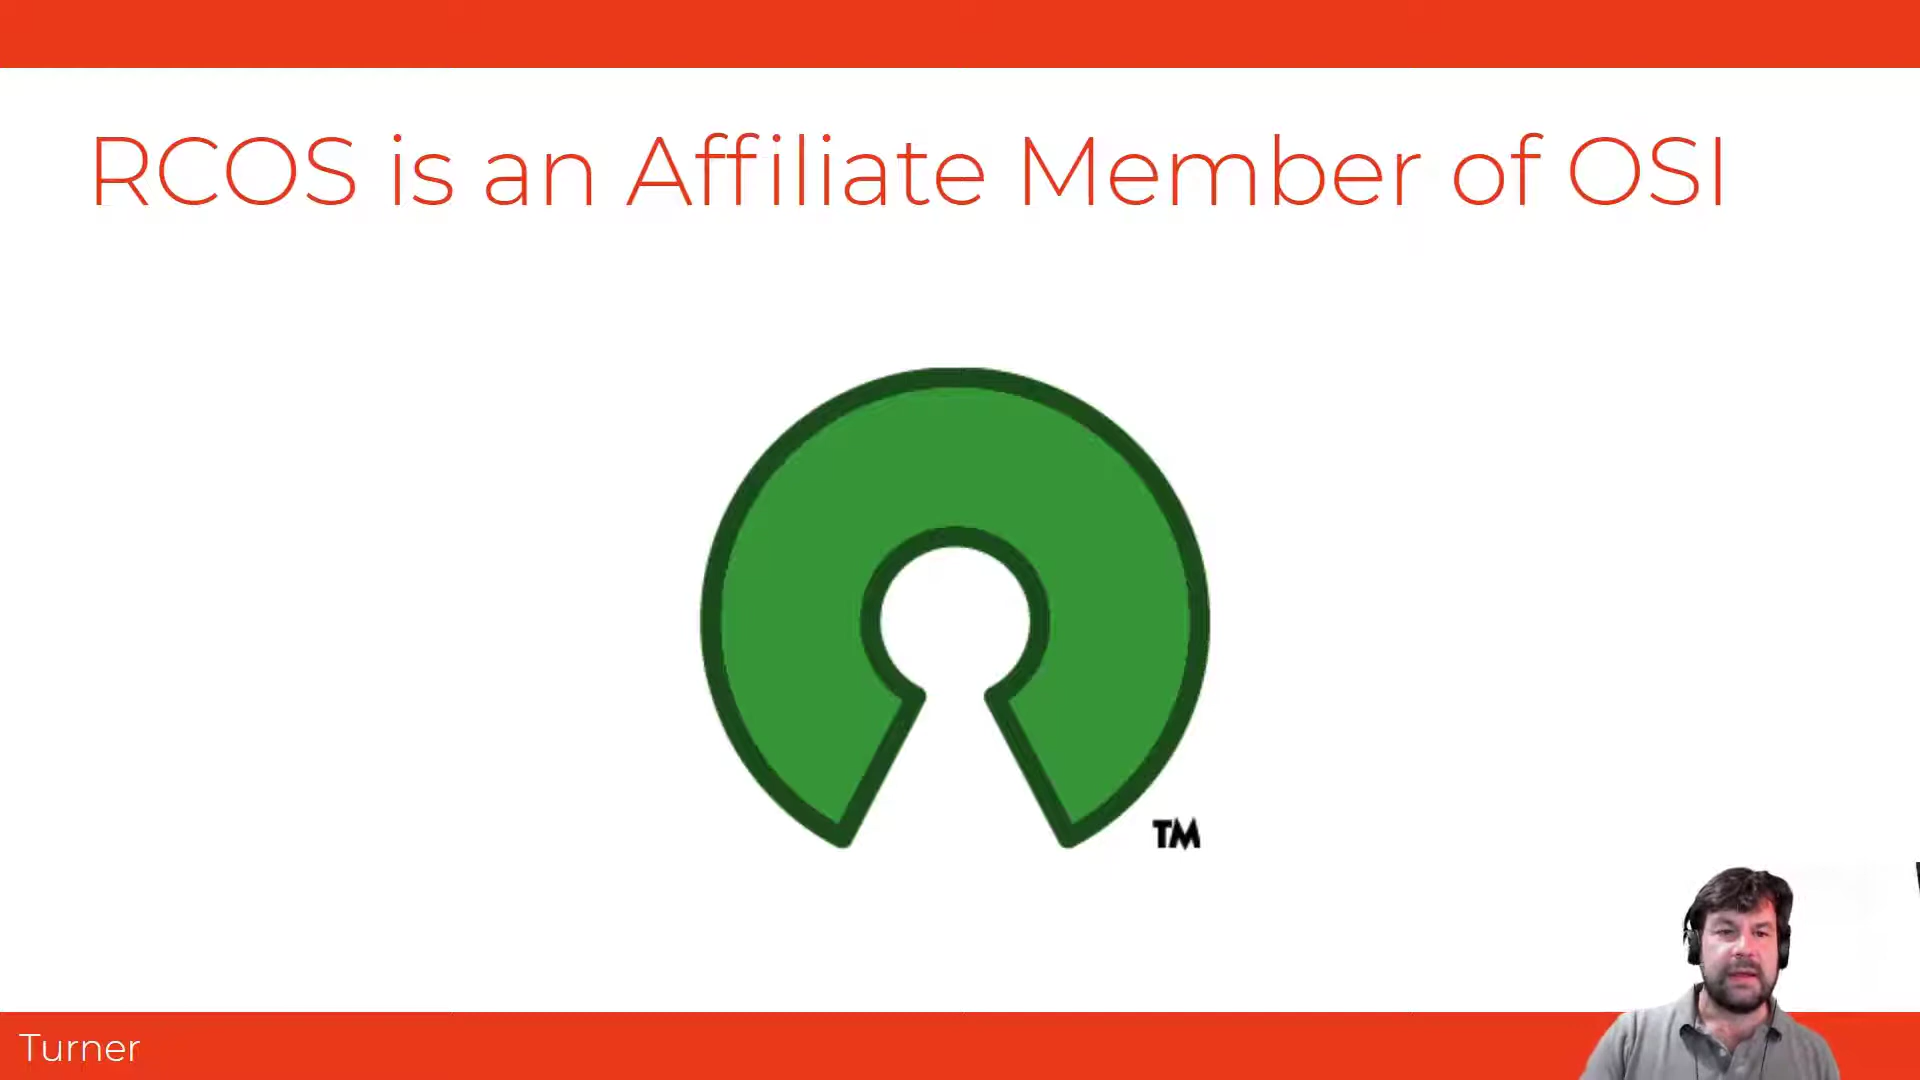 RCOS is an Affiliate Member of OSI
TM
Turner